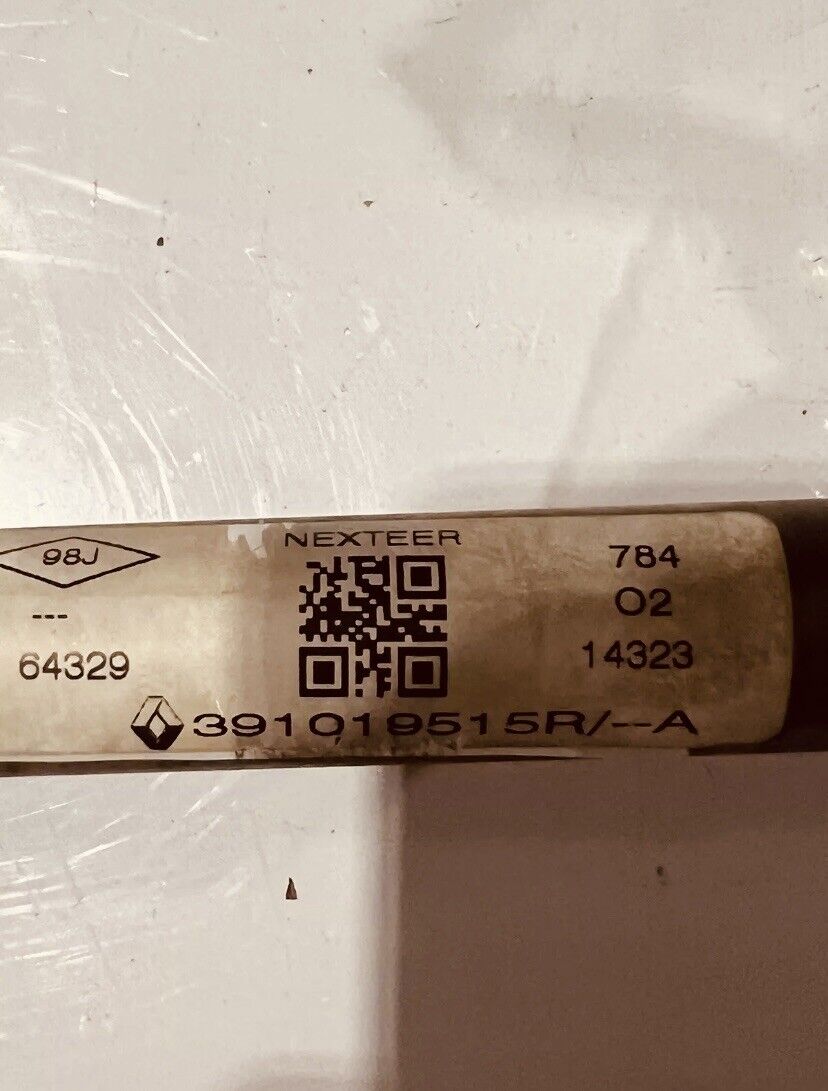 98J
---
64329
NEXTEER
784
O2
14323
391019515R/--A